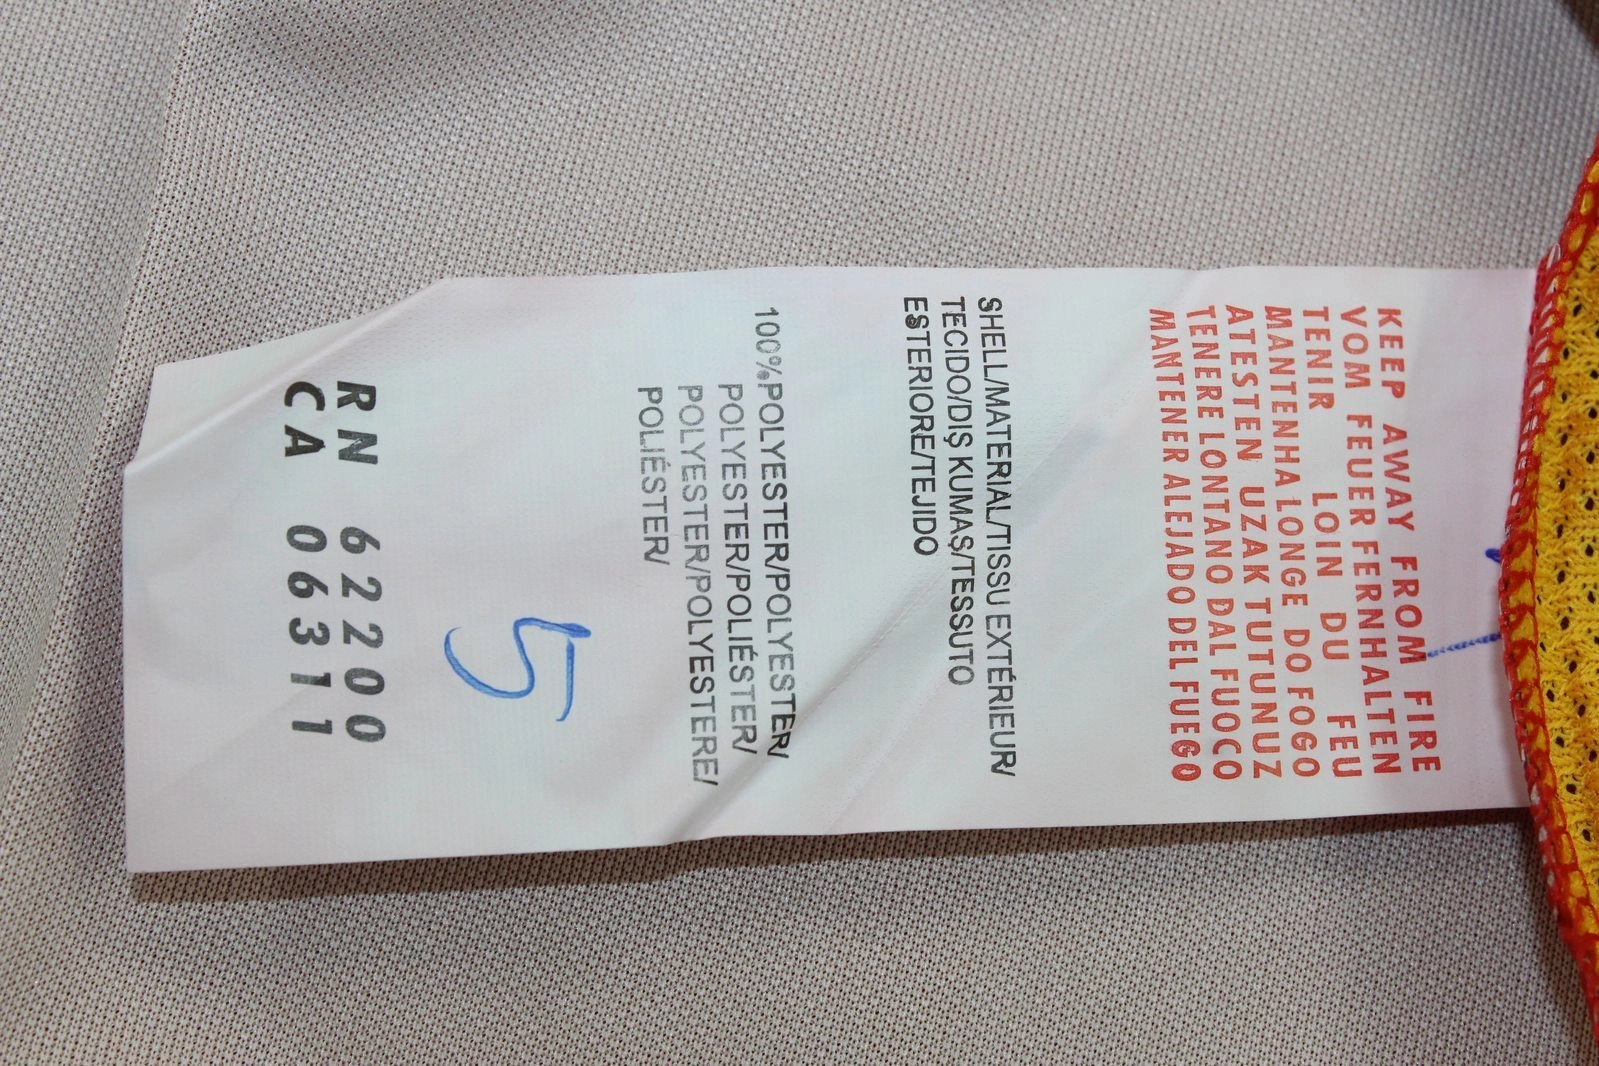 KEEP AWAY FROM FIRE
VOM FEUER FERNHALTEN
TENIR LOIN DU FEU
MANTENHA LONGE DO FOGO
ATESTEN UZAK TUTUNUZ
TENERE LONTANO DAL FUOCO
MANTENER ALEJADO DEL FUEGO
SHELL/MATERIAL/TISSU EXTÉRIEUR/
TECIDO/DIŞ KUMAŞ/TESSUTO
ESTERIORE/TEJIDO
100%POLYESTER/POLYESTER/
POLYESTER/POLIÉSTER/
POLYESTER/POLYESTERE/
POLIÉSTER/
5
RN 62200
CA 06311